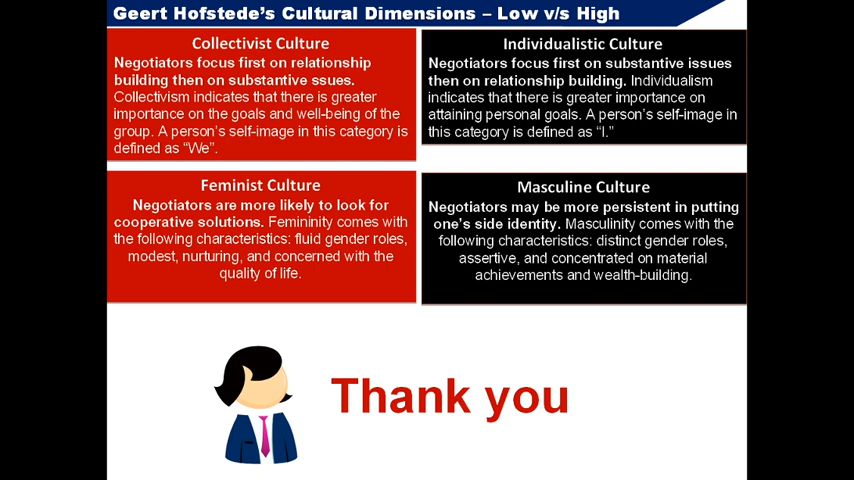 Geert Hofstede's Cultural Dimensions – Low v/s High
Collectivist Culture
Negotiators focus first on relationship
building then on substantive ssues.
Collectivism indicates that there is greater
importance on the goals and well-being of the
group. A person's self-image in this category is
defined as "We".
Individualistic Culture
Negotiators focus first on substantive issues
then on relationship building. Individualism
indicates that there is greater importance on
attaining personal goals. A person's self-image in
this category is defined as "I."
Feminist Culture
Negotiators are more likely to look for
cooperative solutions. Femininity comes with
the following characteristics: fluid gender roles,
modest, nurturing, and concerned with the
quality of life.
Masculine Culture
Negotiators may be more persistent in putting
one's side identity. Masculinity comes with the
following characteristics: distinct gender roles,
assertive, and concentrated on material
achievements and wealth-building.
Thank you